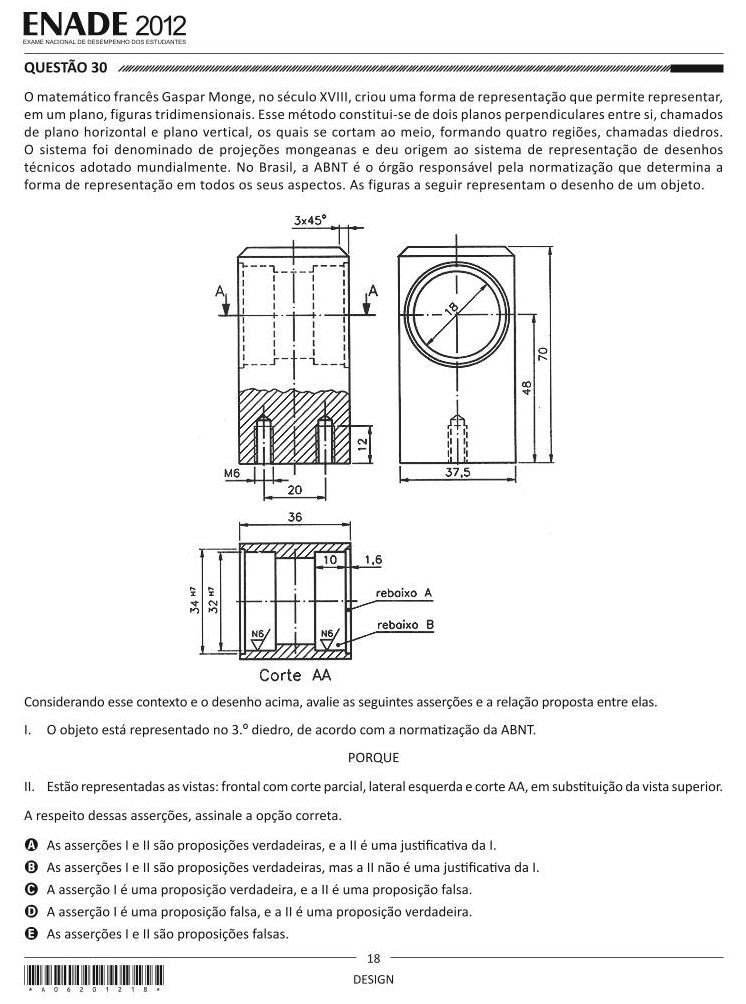 ENADE 2012
EXAME NACIONAL DE DESEMPENHO DOS ESTUDANTES
QUESTÃO 30
O matemático francês Gaspar Monge, no século XVIII, criou uma forma de representação que permite representar,
em um plano, figuras tridimensionais. Esse método constitui-se de dois planos perpendiculares entre si, chamados
de plano horizontal e plano vertical, os quais se cortam ao meio, formando quatro regiões, chamadas diedros.
O sistema foi denominado de projeções mongeanas e deu origem ao sistema de representação de desenhos
técnicos adotado mundialmente. No Brasil, a ABNT é o órgão responsável pela normatização que determina a
forma de representação em todos os seus aspectos. As figuras a seguir representam o desenho de um objeto.
3x45°
A
A
18
70
48
12
M6
20
37,5
36
10
1,6
34 H7
32 H7
rebaixo A
rebaixo B
N6
N6
Corte AA
Considerando esse contexto e o desenho acima, avalie as seguintes asserções e a relação proposta entre elas.
I. O objeto está representado no 3.º diedro, de acordo com a normatização da ABNT.
PORQUE
II. Estão representadas as vistas: frontal com corte parcial, lateral esquerda e corte AA, em substituição da vista superior.
A respeito dessas asserções, assinale a opção correta.
A As asserções I e II são proposições verdadeiras, e a II é uma justificativa da I.
B As asserções I e II são proposições verdadeiras, mas a II não é uma justificativa da I.
C A asserção I é uma proposição verdadeira, e a II é uma proposição falsa.
D A asserção I é uma proposição falsa, e a II é uma proposição verdadeira.
E As asserções I e II são proposições falsas.
18
DESIGN
* A 0 6 2 0 1 2 1 8 *